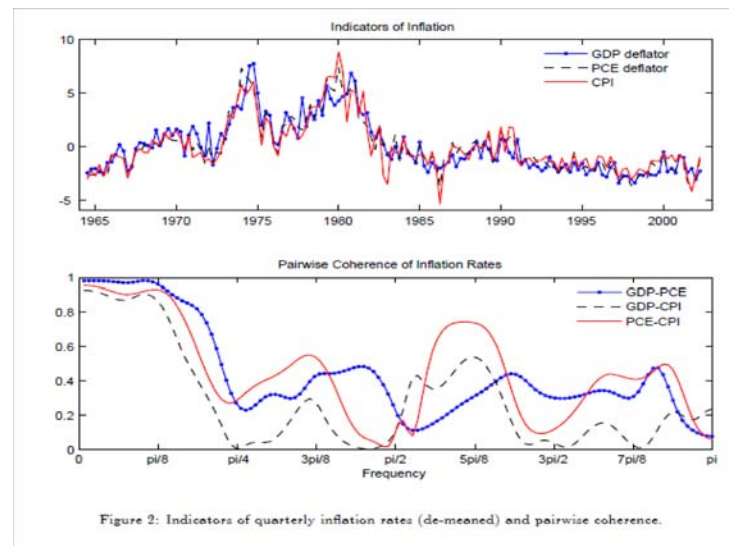 Indicators of Inflation
10
5
0
-5
GDP deflator
PCE deflator
CPI
1965 1970 1975 1980 1985 1990 1995 2000
Pairwise Coherence of Inflation Rates
1
0.8
0.6
0.4
0.2
0
GDP-PCE
GDP-CPI
PCE-CPI
0 pi/8 pi/4 3pi/8 pi/2 5pi/8 3pi/2 7pi/8 pi
Frequency
Figure 2: Indicators of quarterly inflation rates (de-meaned) and pairwise coherence.